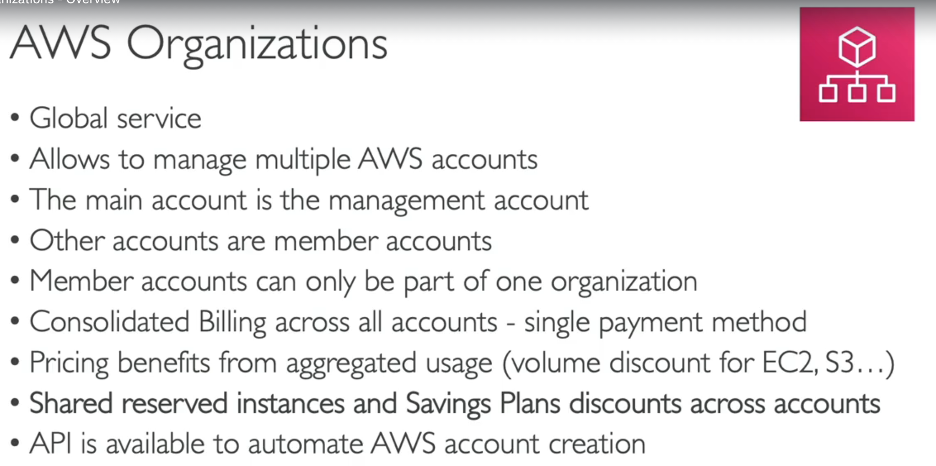 nizations - Overview
AWS Organizations
• Global service
• Allows to manage multiple AWS accounts
• The main account is the management account
• Other accounts are member accounts
• Member accounts can only be part of one organization
• Consolidated Billing across all accounts - single payment method
• Pricing benefits from aggregated usage (volume discount for EC2, S3…)
• Shared reserved instances and Savings Plans discounts across accounts
• API is available to automate AWS account creation